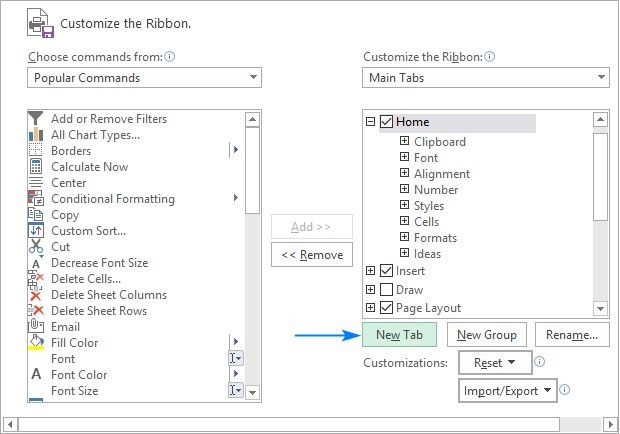 Customize the Ribbon.
Choose commands from:
Popular Commands
Add or Remove Filters
All Chart Types...
Borders
Calculate Now
Center
Conditional Formatting
Copy
Custom Sort...
Cut
Decrease Font Size
Delete Cells...
Delete Sheet Columns
Delete Sheet Rows
Email
Fill Color
Font
Font Color
Font Size
Add >>
<< Remove
Customize the Ribbon:
Main Tabs
Home
Clipboard
Font
Alignment
Number
Styles
Cells
Formats
Ideas
Insert
Draw
Page Layout
New Tab New Group Rename...
Customizations: Reset
Import/Export